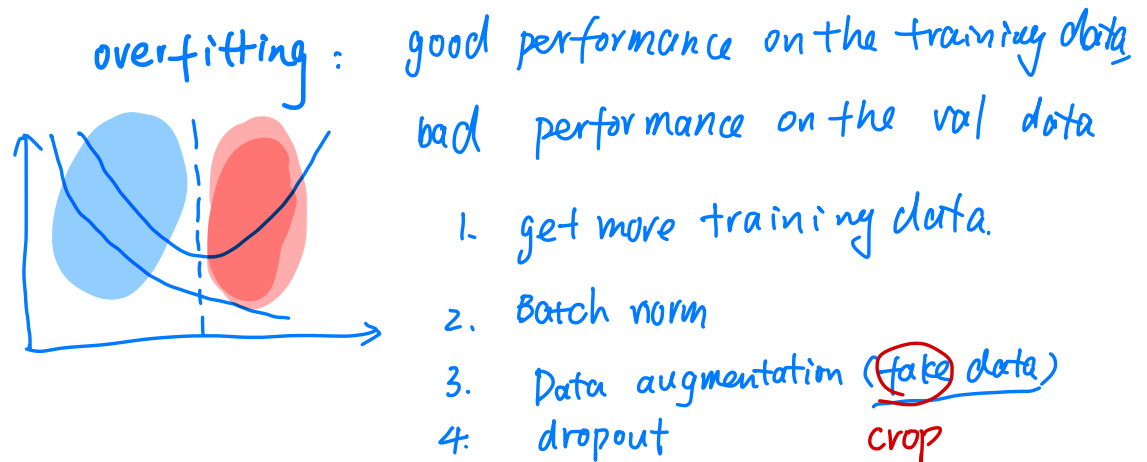 overfitting : good performance on the training data
bad performance on the val data
1. get more training data.
2. Batch norm
3. Data augmentation (fake data)
4. dropout
crop